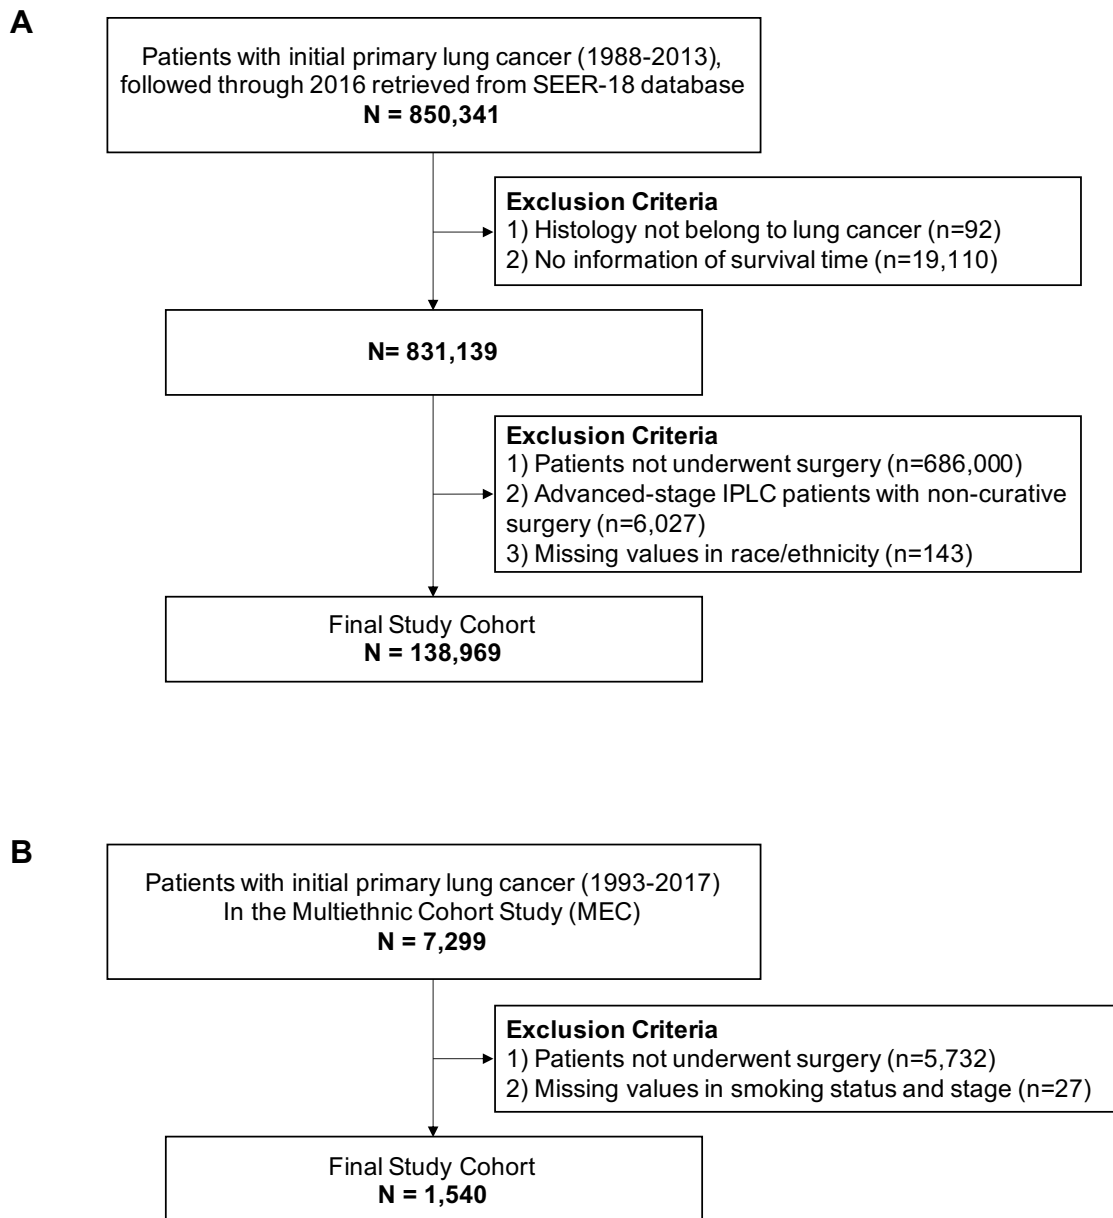 A
Patients with initial primary lung cancer (1988-2013),
followed through 2016 retrieved from SEER-18 database
N = 850,341
Exclusion Criteria
1) Histology not belong to lung cancer (n=92)
2) No information of survival time (n=19,110)
N= 831,139
Exclusion Criteria
1) Patients not underwent surgery (n=686,000)
2) Advanced-stage IPLC patients with non-curative
surgery (n=6,027)
3) Missing values in race/ethnicity (n=143)
Final Study Cohort
N = 138,969
B
Patients with initial primary lung cancer (1993-2017)
In the Multiethnic Cohort Study (MEC)
N = 7,299
Exclusion Criteria
1) Patients not underwent surgery (n=5,732)
2) Missing values in smoking status and stage (n=27)
Final Study Cohort
N = 1,540